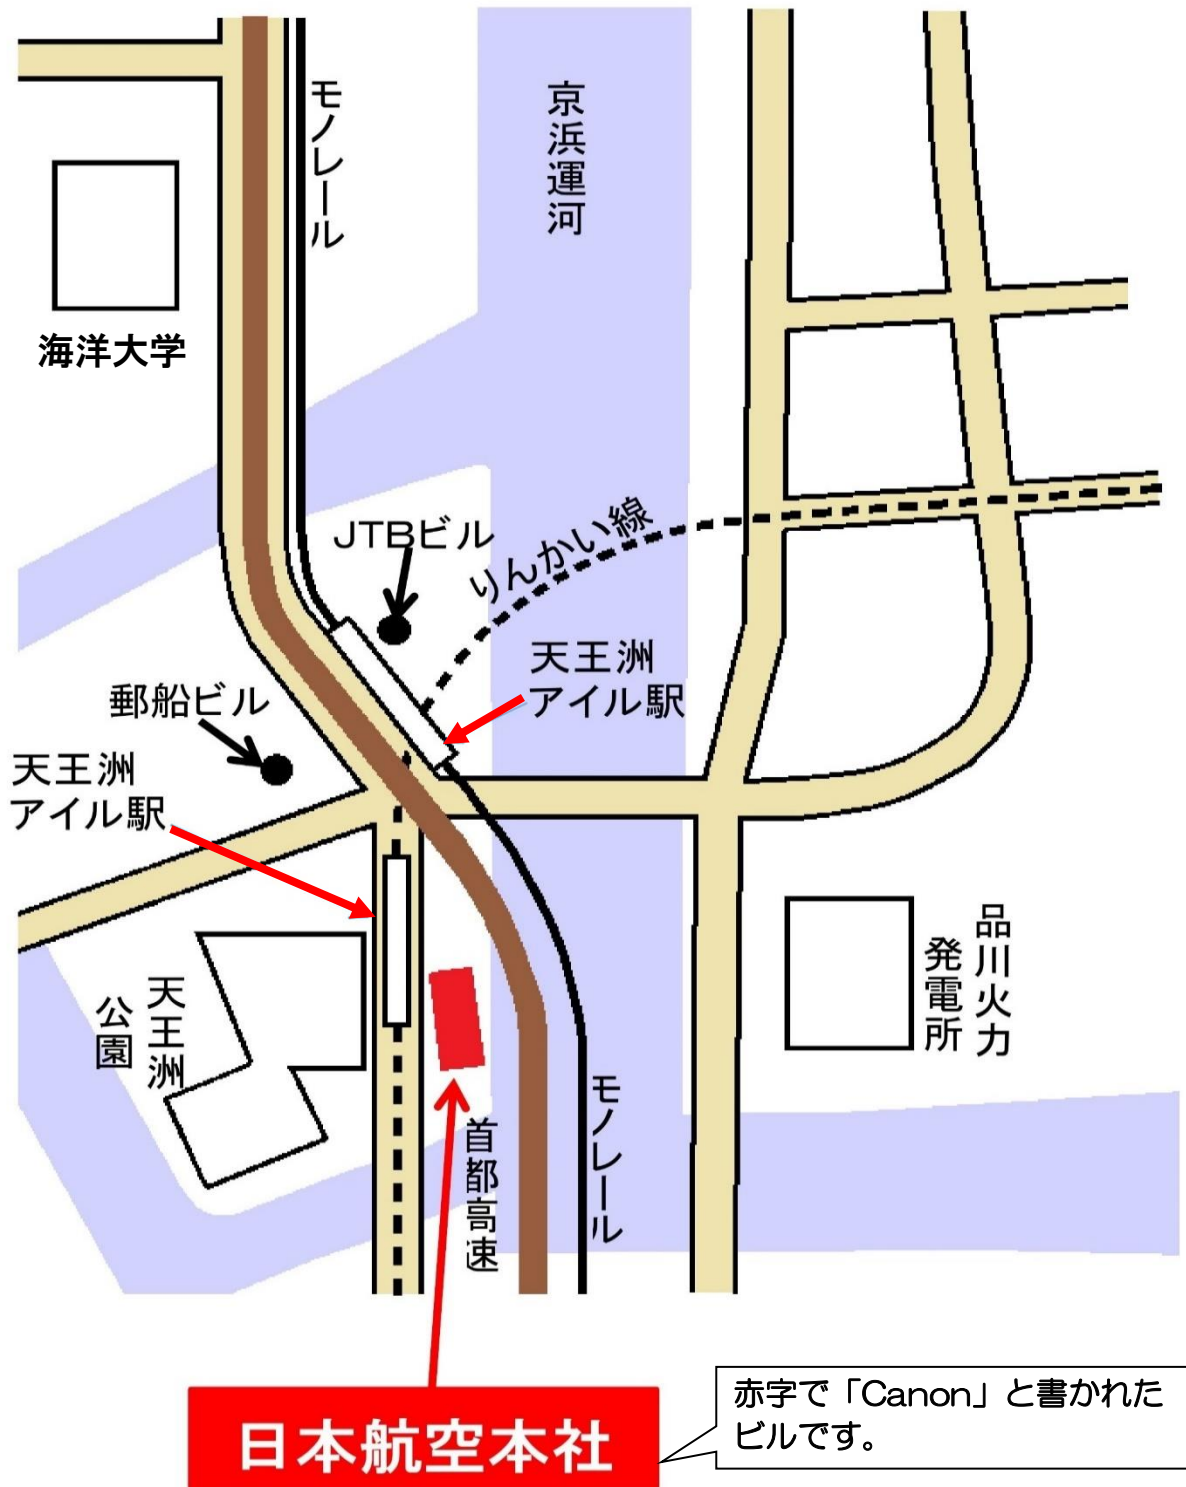 モノレール
京浜運河
海洋大学
JTBビル
りんかい線
天王洲
アイル駅
郵船ビル
天王洲
アイル駅
品川火力
発電所
天王洲
公園
モノレール
首都高速
日本航空本社
赤字で「Canon」と書かれた
ビルです。